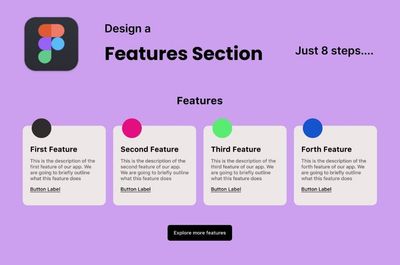 Design a
Features Section
Just 8 steps....
Features
First Feature
This is the description of the
first feature of our app. We
are going to briefly outline
what this feature does
Button Label
Second Feature
This is the description of the
second feature of our app. We
are going to briefly outline
what this feature does
Button Label
Third Feature
This is the description of the
third feature of our app. We
are going to briefly outline
what this feature does
Button Label
Forth Feature
This is the description of the
forth feature of our app. We
are going to briefly outline
what this feature does
Button Label
Explore more features